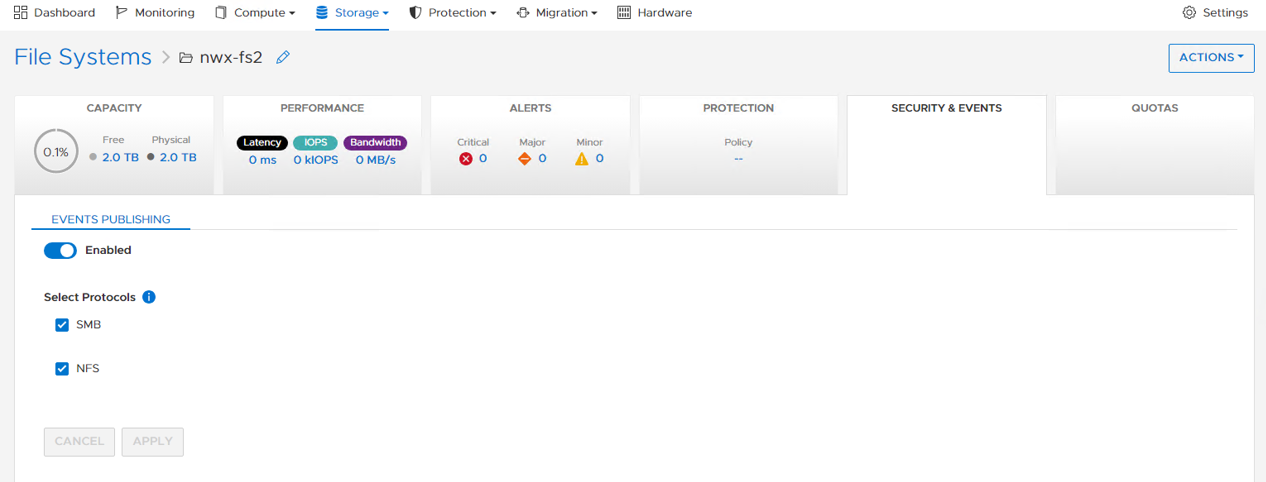 Dashboard Monitoring Compute Storage Protection Migration Hardware Settings
File Systems > nwx-fs2
ACTIONS
CAPACITY PERFORMANCE ALERTS PROTECTION SECURITY & EVENTS QUOTAS
0.1% Free Physical
2.0 TB 2.0 TB
Latency IOPS Bandwidth
0 ms 0 kIOPS 0 MB/s
Critical Major Minor
0 0 0
Policy
--
EVENTS PUBLISHING
Enabled
Select Protocols
SMB
NFS
CANCEL APPLY